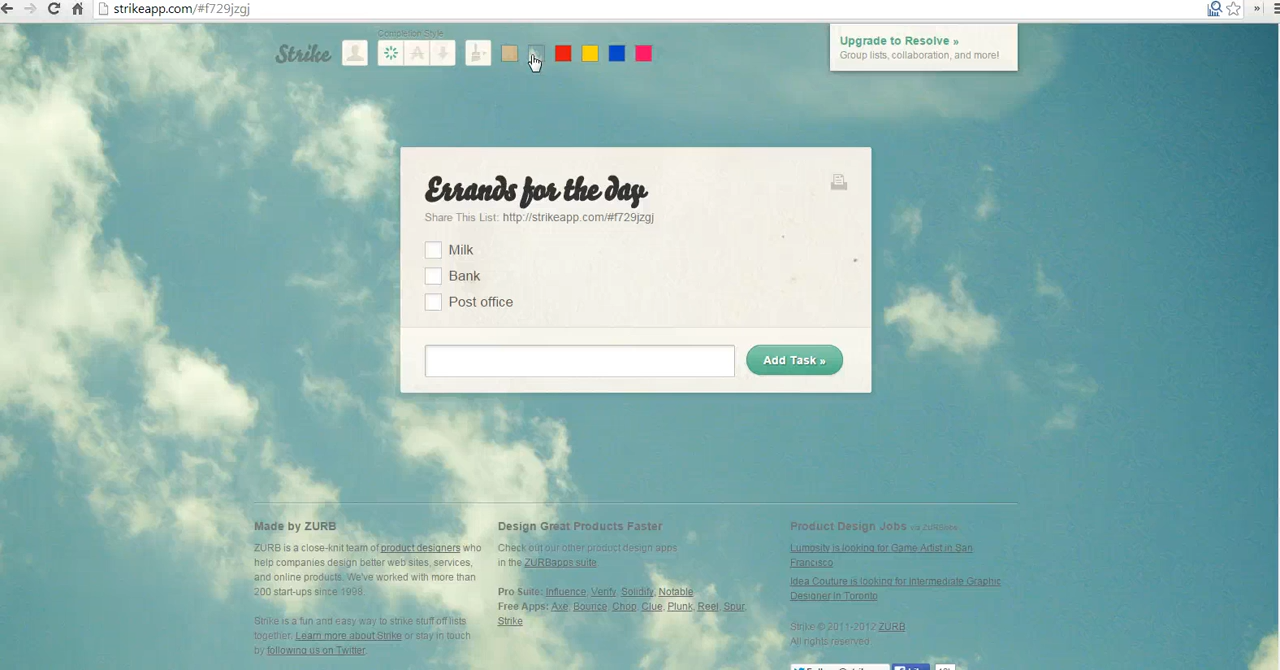 strikeapp.com/#f729jzgj
Completion Style
Strike
Upgrade to Resolve »
Group lists, collaboration, and more!
Errands for the day
Share This List: http://strikeapp.com/#f729jzgj
Milk
Bank
Post office
Add Task »
Made by ZURB
ZURB is a close-knit team of product designers who
help companies design better web sites, services,
and online products. We've worked with more than
200 start-ups since 1998.
Strike is a fun and easy way to strike stuff off lists
together. Learn more about Strike or stay in touch
by following us on Twitter.
Design Great Products Faster
Check out our other product design apps
in the ZURBapps suite.
Pro Suite: Influence, Verify, Solidify, Notable
Free Apps: Axe, Bounce, Chop, Clue, Plunk, Reel, Spur,
Strike
Product Design Jobs
Lumosity is looking for Game Artist in San
Francisco
Idea Couture is looking for Intermediate Graphic
Designer in Toronto
Strike © 2011-2012 ZURB
All rights reserved.